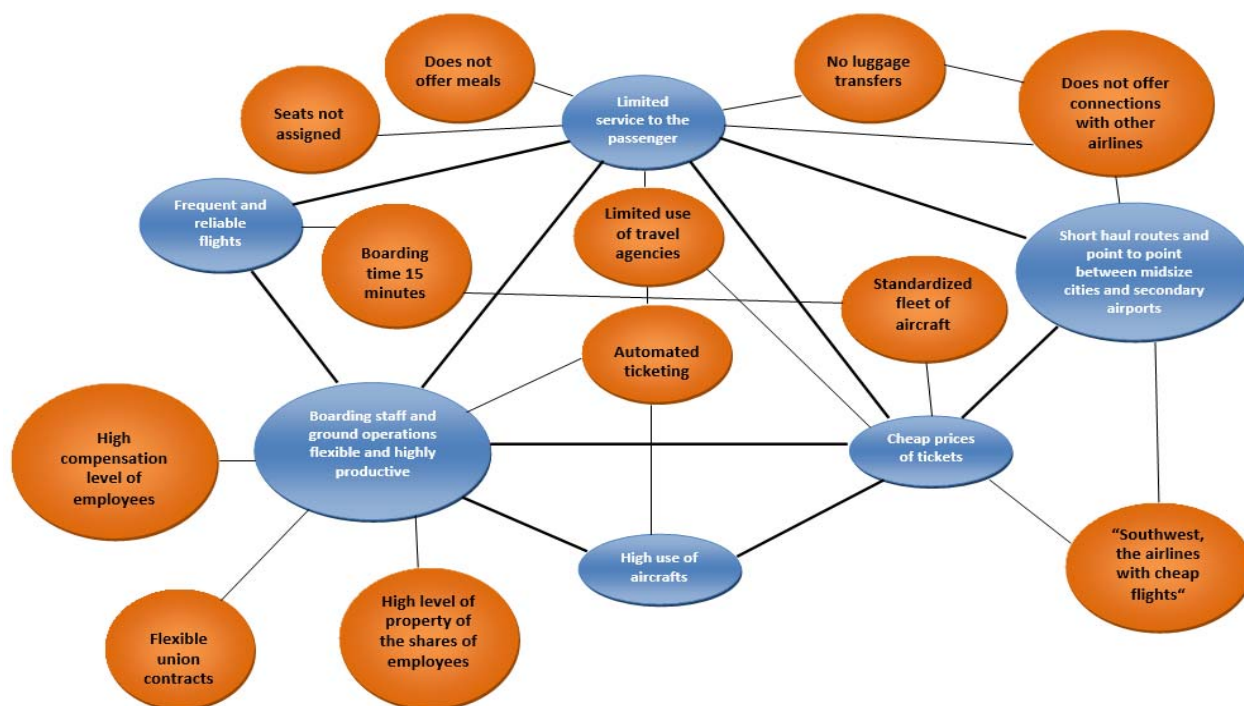 Does not
offer meals
No luggage
transfers
Does not offer
connections
with other
airlines
Seats not
assigned
Limited
service to the
passenger
Frequent and
reliable
flights
Boarding
time 15
minutes
Limited use
of travel
agencies
Standardized
fleet of
aircraft
Short haul routes and
point to point
between midsize
cities and secondary
airports
Automated
ticketing
High
compensation
level of
employees
Boarding staff and
ground operations
flexible and highly
productive
Cheap prices
of tickets
High use of
aircrafts
“Southwest,
the airlines
with cheap
flights“
Flexible
union
contracts
High level of
property of
the shares of
employees